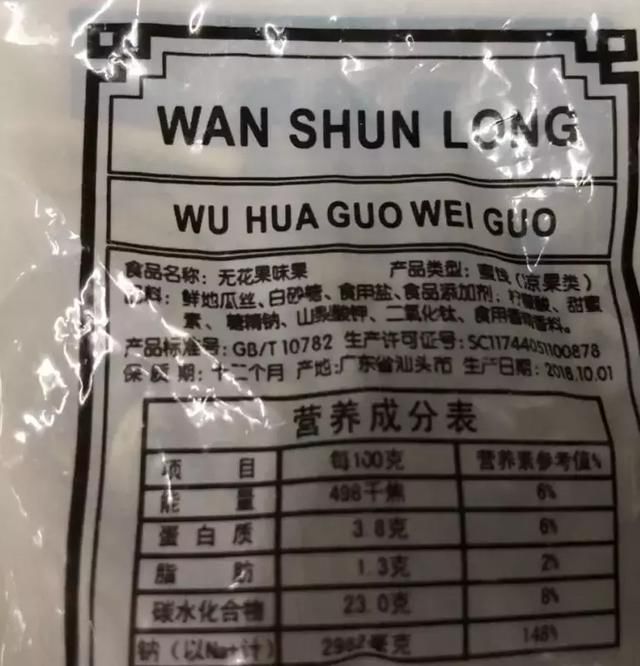 WAN SHUN LONG
WU HUA GUO WEI GUO
食品名称：无花果味果 产品类型：蜜饯（凉果类）
料：鲜地瓜丝、白砂糖、食用盐、食品添加剂：柠檬酸、甜蜜
素、糖精钠、山梨酸钾、二氧化钛、食用香精香料。
产品标准号：GB/T 10782 生产许可证号：SC11744051100878
保质期：十二个月 产地：广东省汕头市 生产日期：2018.10.01
营养成分表
项目 每100克 营养素参考值%
能量 498千焦 6%
蛋白质 3.8克 6%
脂肪 1.3克 2%
碳水化合物 23.0克 8%
钠（以Na+计） 毫克 148%